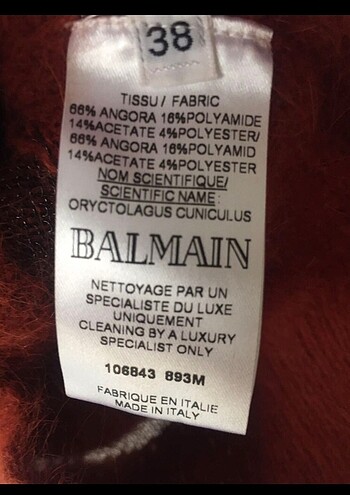 38
TISSU / FABRIC
66% ANGORA 16%POLYAMIDE
14%ACETATE 4%POLYESTER/
66% ANGORA 16%POLYAMID
14%ACETATE 4%POLYESTER
NOM SCIENTIFIQUE/
SCIENTIFIC NAME:
ORYCTOLAGUS CUNICULUS
BALMAIN
NETTOYAGE PAR UN
SPECIALISTE DU LUXE
UNIQUEMENT
CLEANING BY A LUXURY
SPECIALIST ONLY
106843 893M
FABRIQUE EN ITALIE
MADE IN ITALY